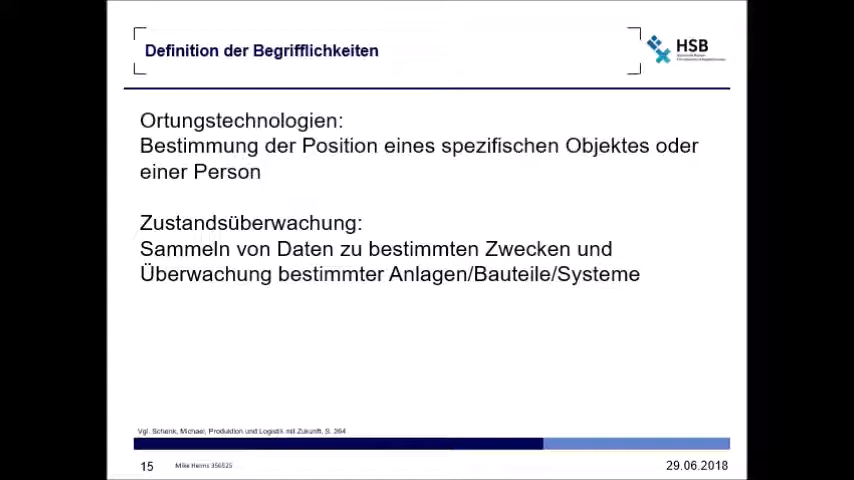 Definition der Begrifflichkeiten
HSB
Ortungstechnologien:
Bestimmung der Position eines spezifischen Objektes oder
einer Person
Zustandsüberwachung:
Sammeln von Daten zu bestimmten Zwecken und
Überwachung bestimmter Anlagen/Bauteile/Systeme
Vgl. Schenk, Michael, Produktion und Logistik mit Zukunft, S. 264
15
Mike Herms 356525
29.06.2018